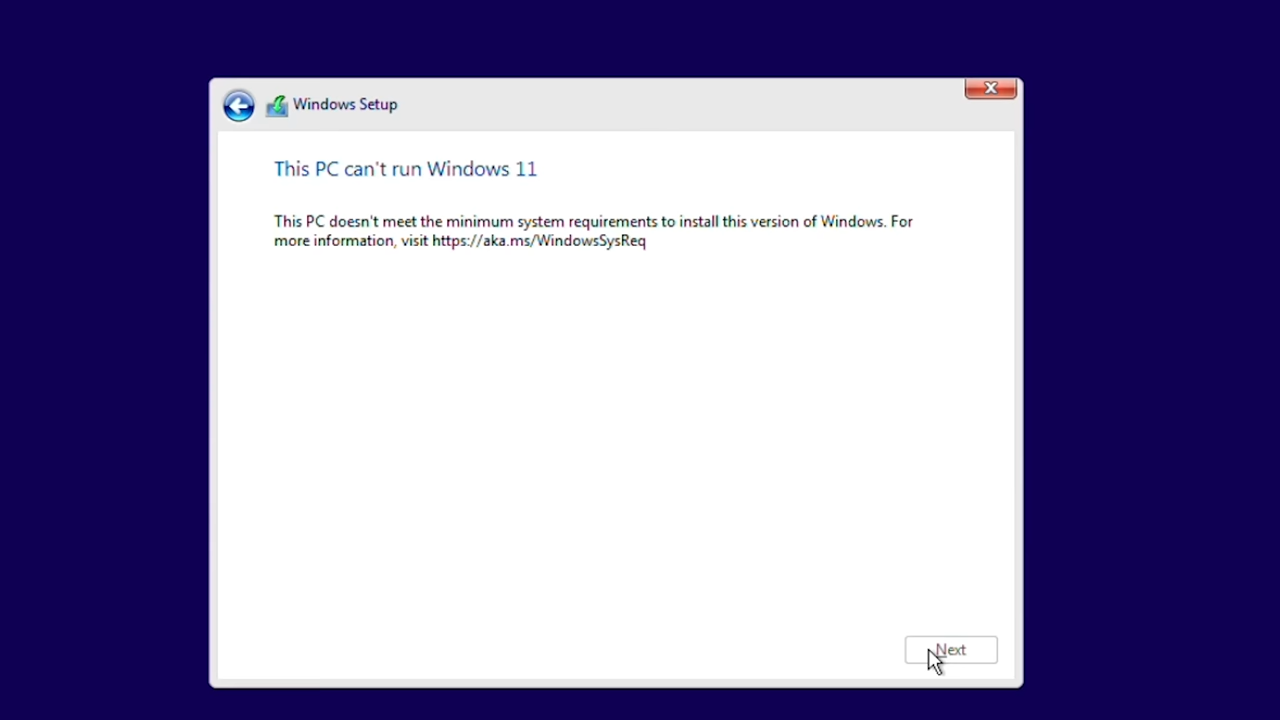 Windows Setup
This PC can't run Windows 11
This PC doesn't meet the minimum system requirements to install this version of Windows. For
more information, visit https://aka.ms/WindowsSysReq
Next